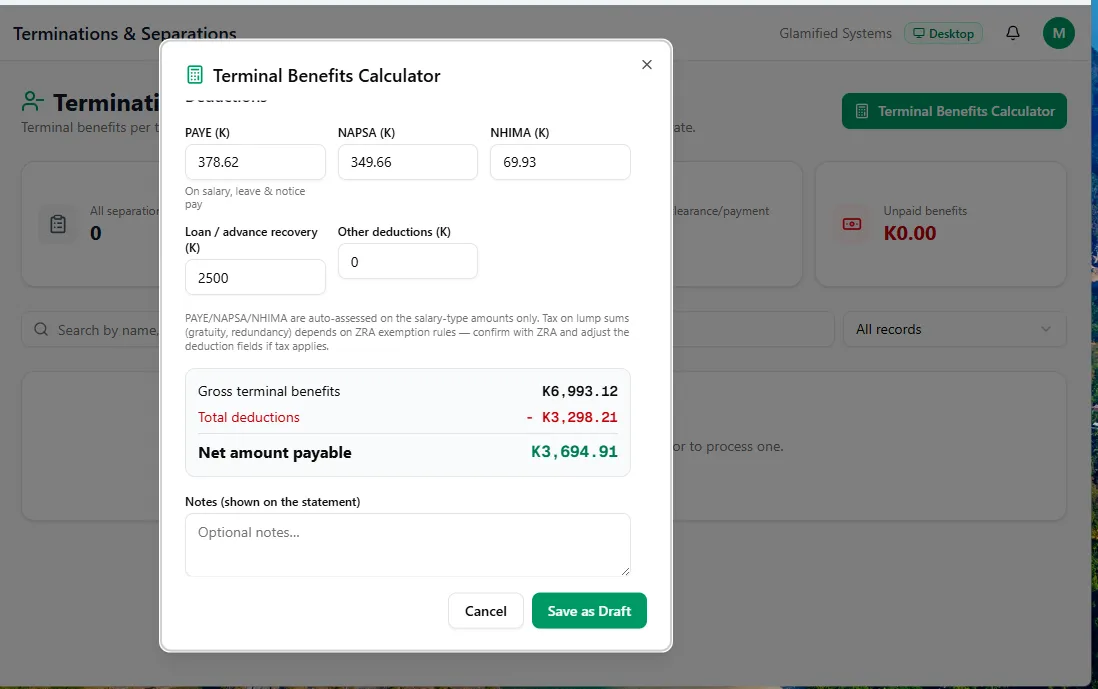 Terminations & Separations
Glamified Systems
Desktop
M
Terminati
Terminal benefits per t
ate.
Terminal Benefits Calculator
All separation
0
learance/payment
Unpaid benefits
K0.00
Search by name,
All records
or to process one.
Terminal Benefits Calculator
Deductions
PAYE (K)
NAPSA (K)
NHIMA (K)
378.62
349.66
69.93
On salary, leave & notice
pay
Loan / advance recovery
(K)
Other deductions (K)
2500
0
PAYE/NAPSA/NHIMA are auto-assessed on the salary-type amounts only. Tax on lump sums
(gratuity, redundancy) depends on ZRA exemption rules — confirm with ZRA and adjust the
deduction fields if tax applies.
Gross terminal benefits K6,993.12
Total deductions - K3,298.21
Net amount payable K3,694.91
Notes (shown on the statement)
Optional notes...
Cancel
Save as Draft